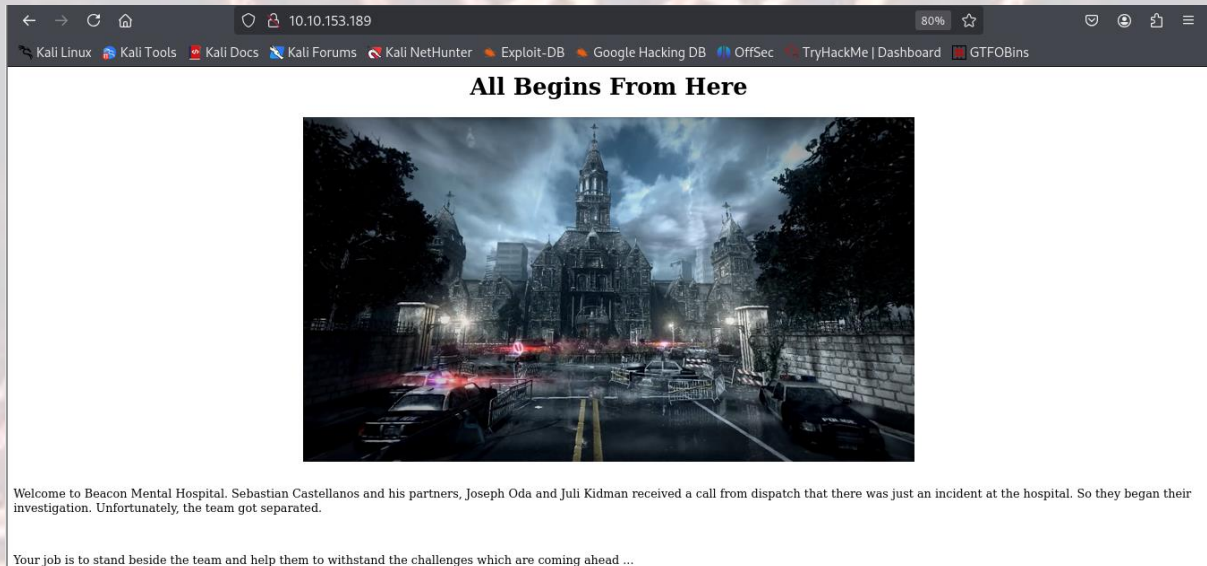 10.10.153.189
80%
Kali Linux Kali Tools Kali Docs Kali Forums Kali NetHunter Exploit-DB Google Hacking DB OffSec TryHackMe | Dashboard GTFOBins
All Begins From Here
Welcome to Beacon Mental Hospital. Sebastian Castellanos and his partners, Joseph Oda and Juli Kidman received a call from dispatch that there was just an incident at the hospital. So they began their
investigation. Unfortunately, the team got separated.
Your job is to stand beside the team and help them to withstand the challenges which are coming ahead ...